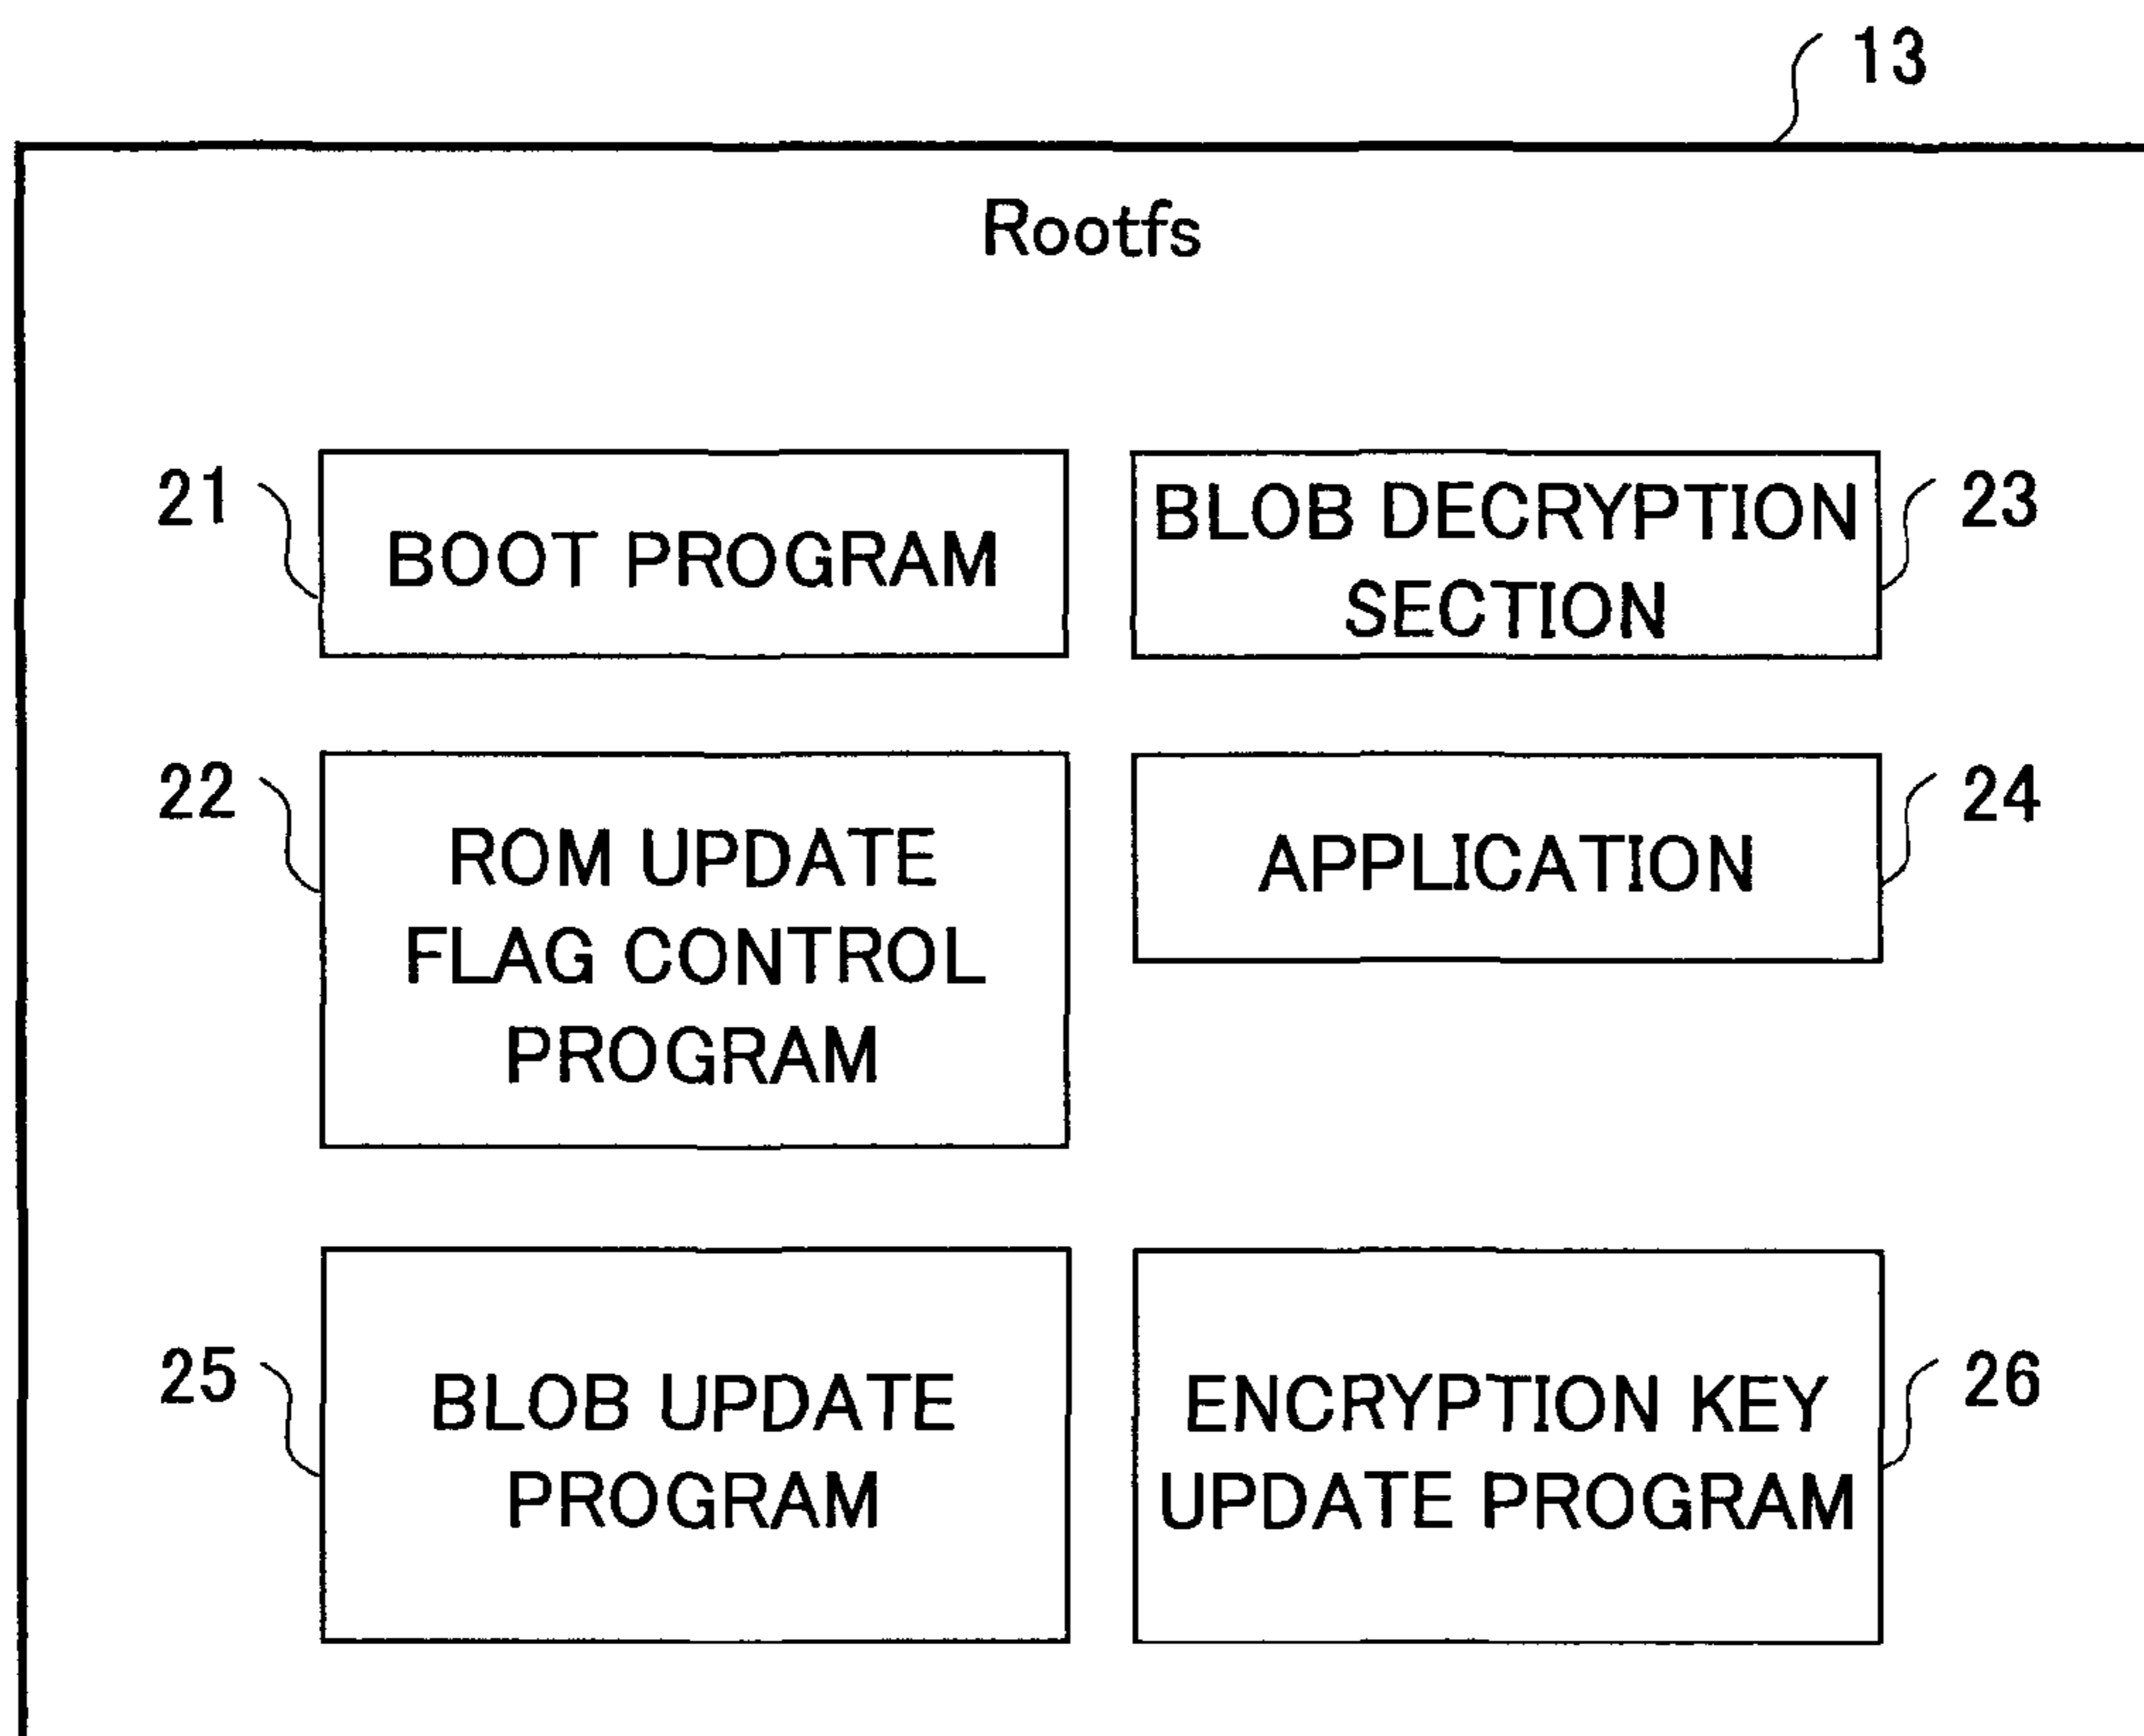 13
Rootfs
21
BOOT PROGRAM
BLOB DECRYPTION
SECTION
23
22
ROM UPDATE
FLAG CONTROL
PROGRAM
APPLICATION
24
25
BLOB UPDATE
PROGRAM
ENCRYPTION KEY
UPDATE PROGRAM
26